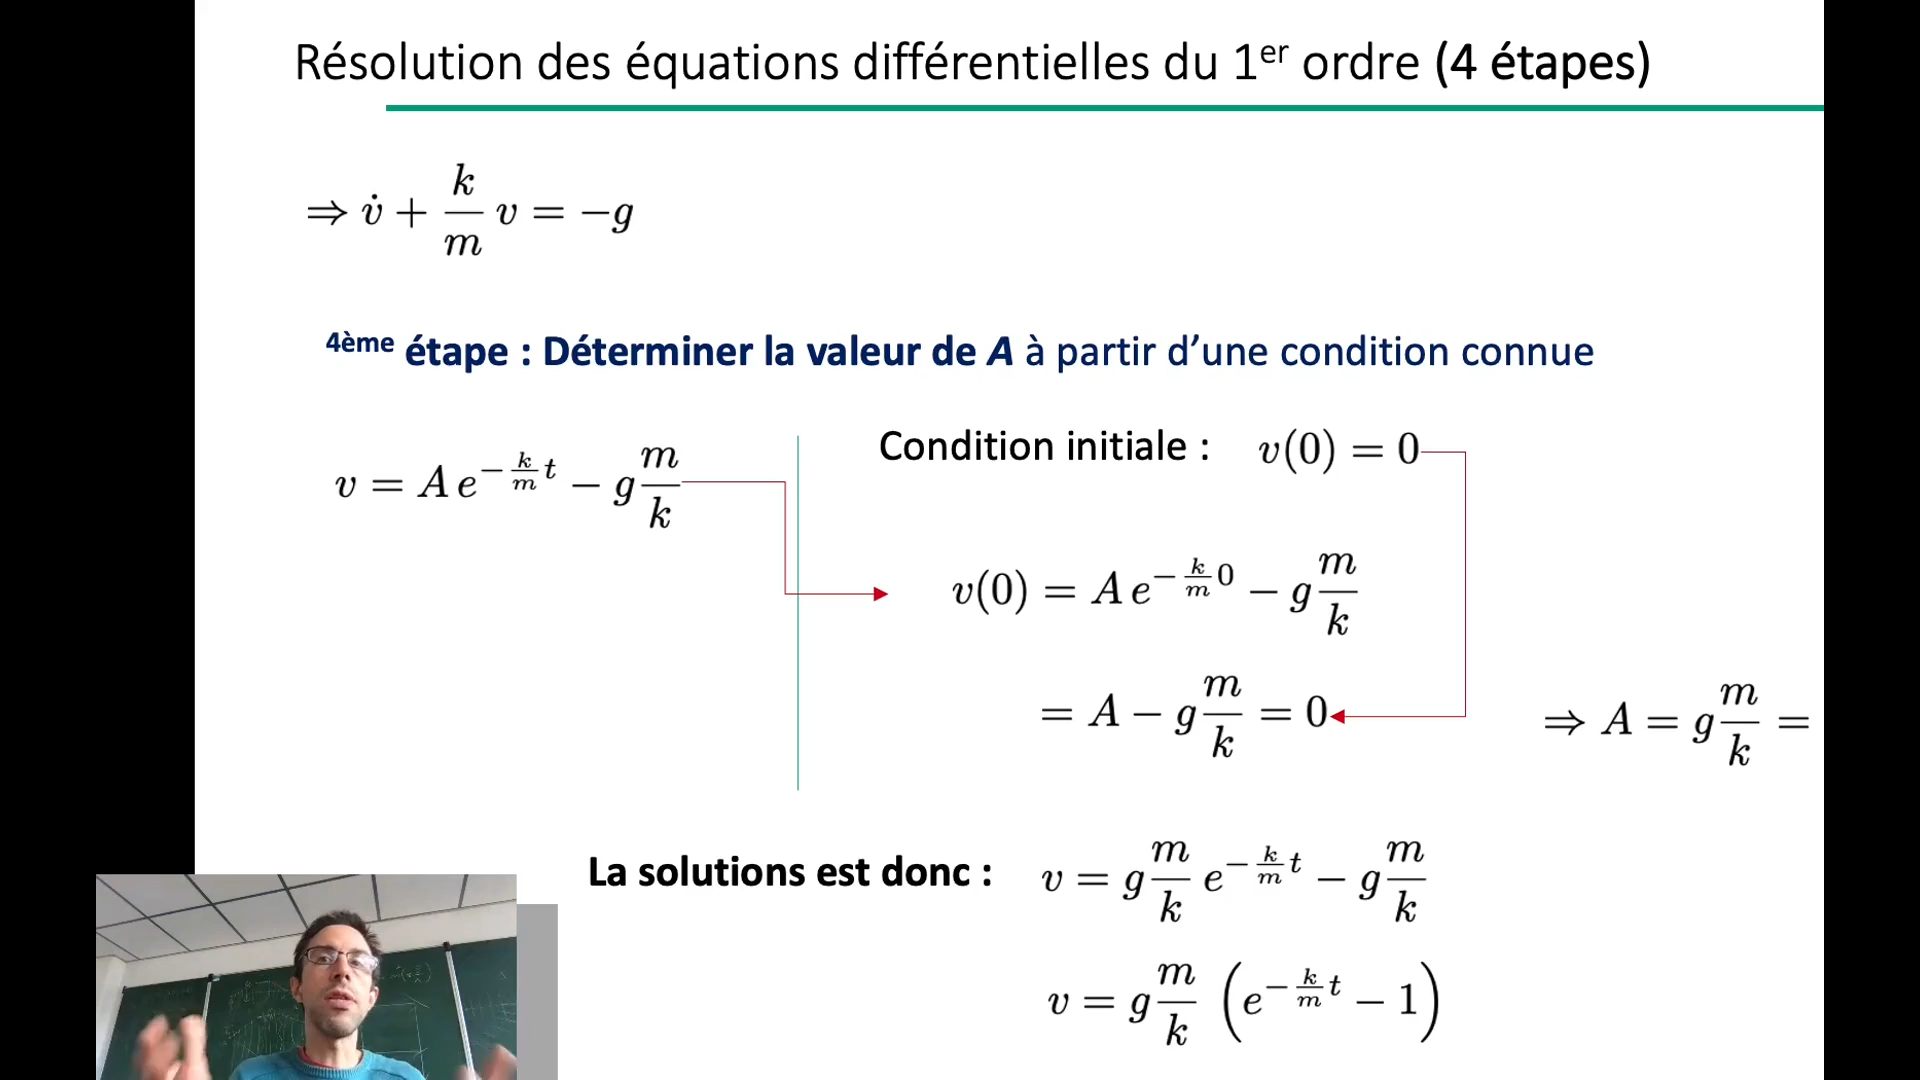 Résolution des équations différentielles du 1er ordre (4 étapes)
⇒ v̇ + k/m v = −g
4ème étape : Déterminer la valeur de A à partir d’une condition connue
v = A e^{−k/m t} − g m/k
Condition initiale : v(0) = 0
v(0) = A e^{−k/m 0} − g m/k
= A − g m/k = 0
⇒ A = g m/k =
La solutions est donc : v = g m/k e^{−k/m t} − g m/k
v = g m/k (e^{−k/m t} − 1)